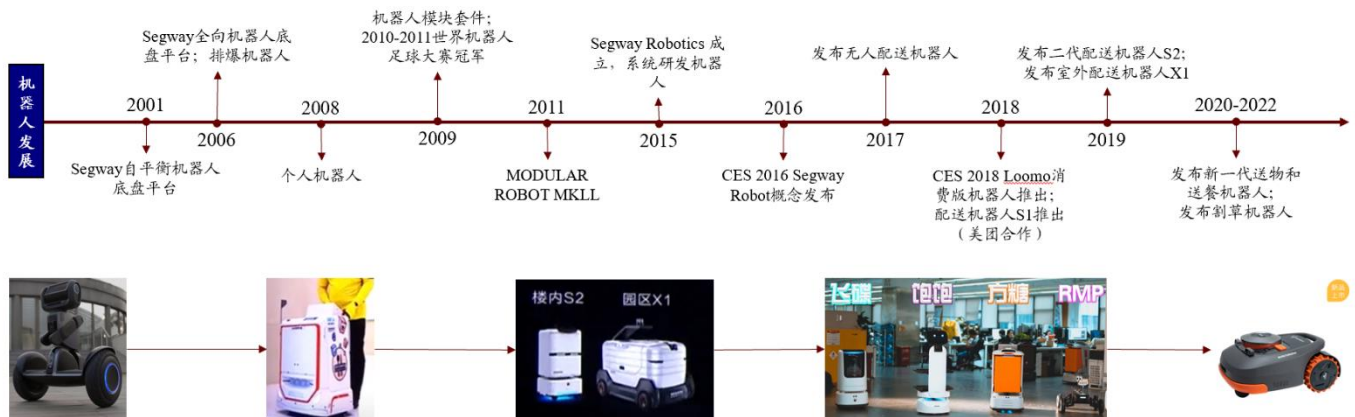 机器人发展
Segway全向机器人底
盘平台；排爆机器人
机器人模块套件；
2010-2011世界机器人
足球大赛冠军
Segway Robotics 成
立，系统研发机器
人
发布无人配送机器人
发布二代配送机器人S2;
发布室外配送机器人X1
2001
2006
2008
2009
2011
2015
2016
2017
2018
2019
2020-2022
Segway自平衡机器人
底盘平台
个人机器人
MODULAR
ROBOT MKLL
CES 2016 Segway
Robot概念发布
CES 2018 Loomo消
费版机器人推出；
配送机器人S1推出
（美团合作）
发布新一代送物和
送餐机器人；
发布割草机器人
楼内S2
园区X1
飞碟
饱饱
方糖
RMP